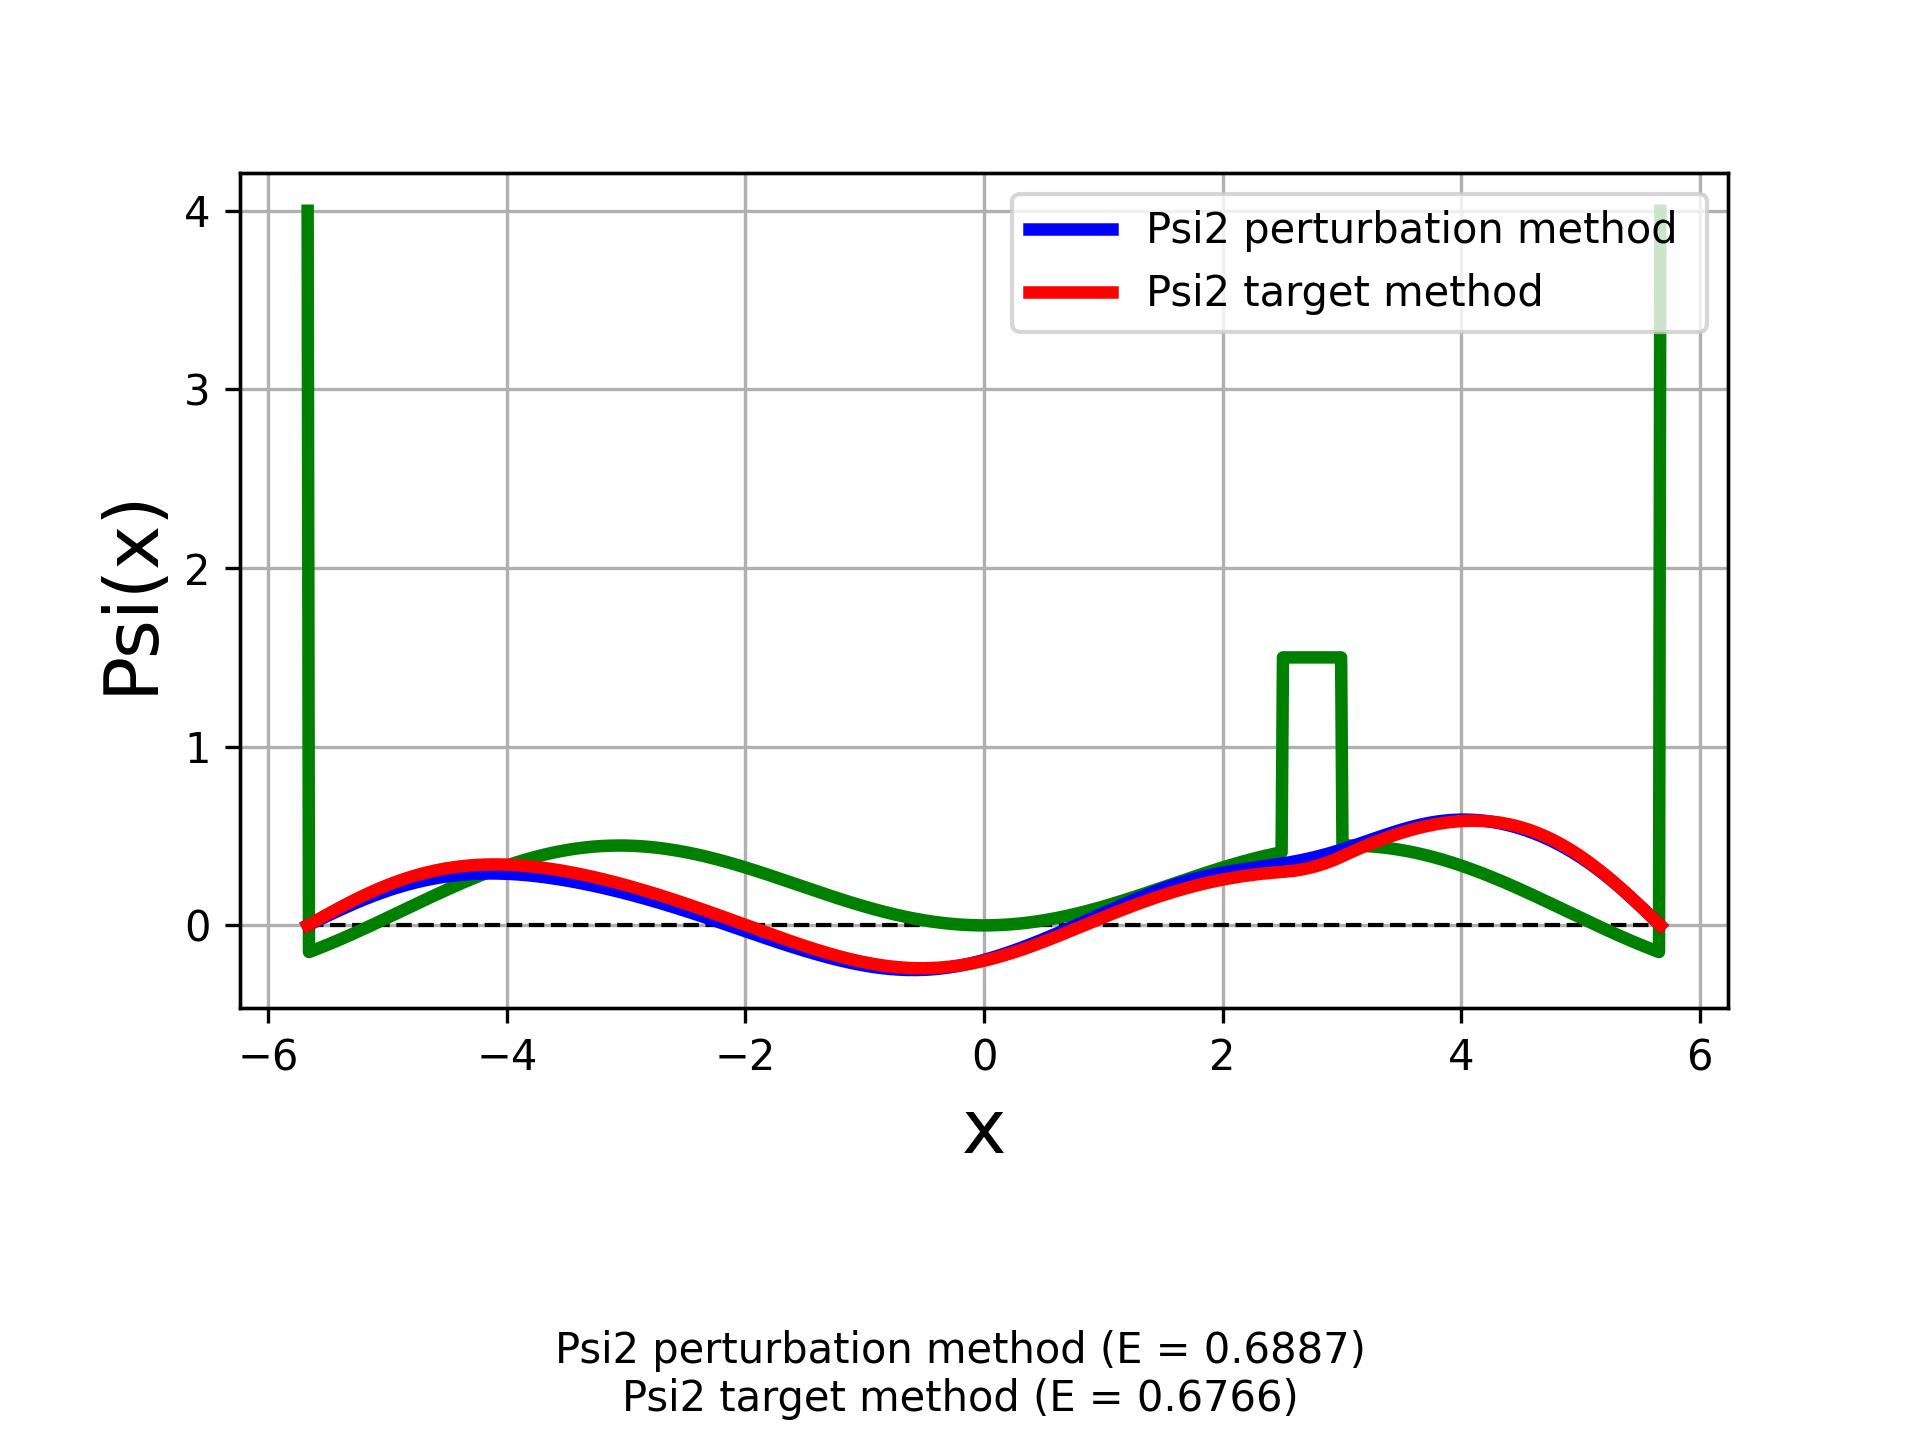 Psi2 perturbation method
Psi2 target method
4
3
2
1
0
Psi(x)
−6 −4 −2 0 2 4 6
x
Psi2 perturbation method (E = 0.6887)
Psi2 target method (E = 0.6766)